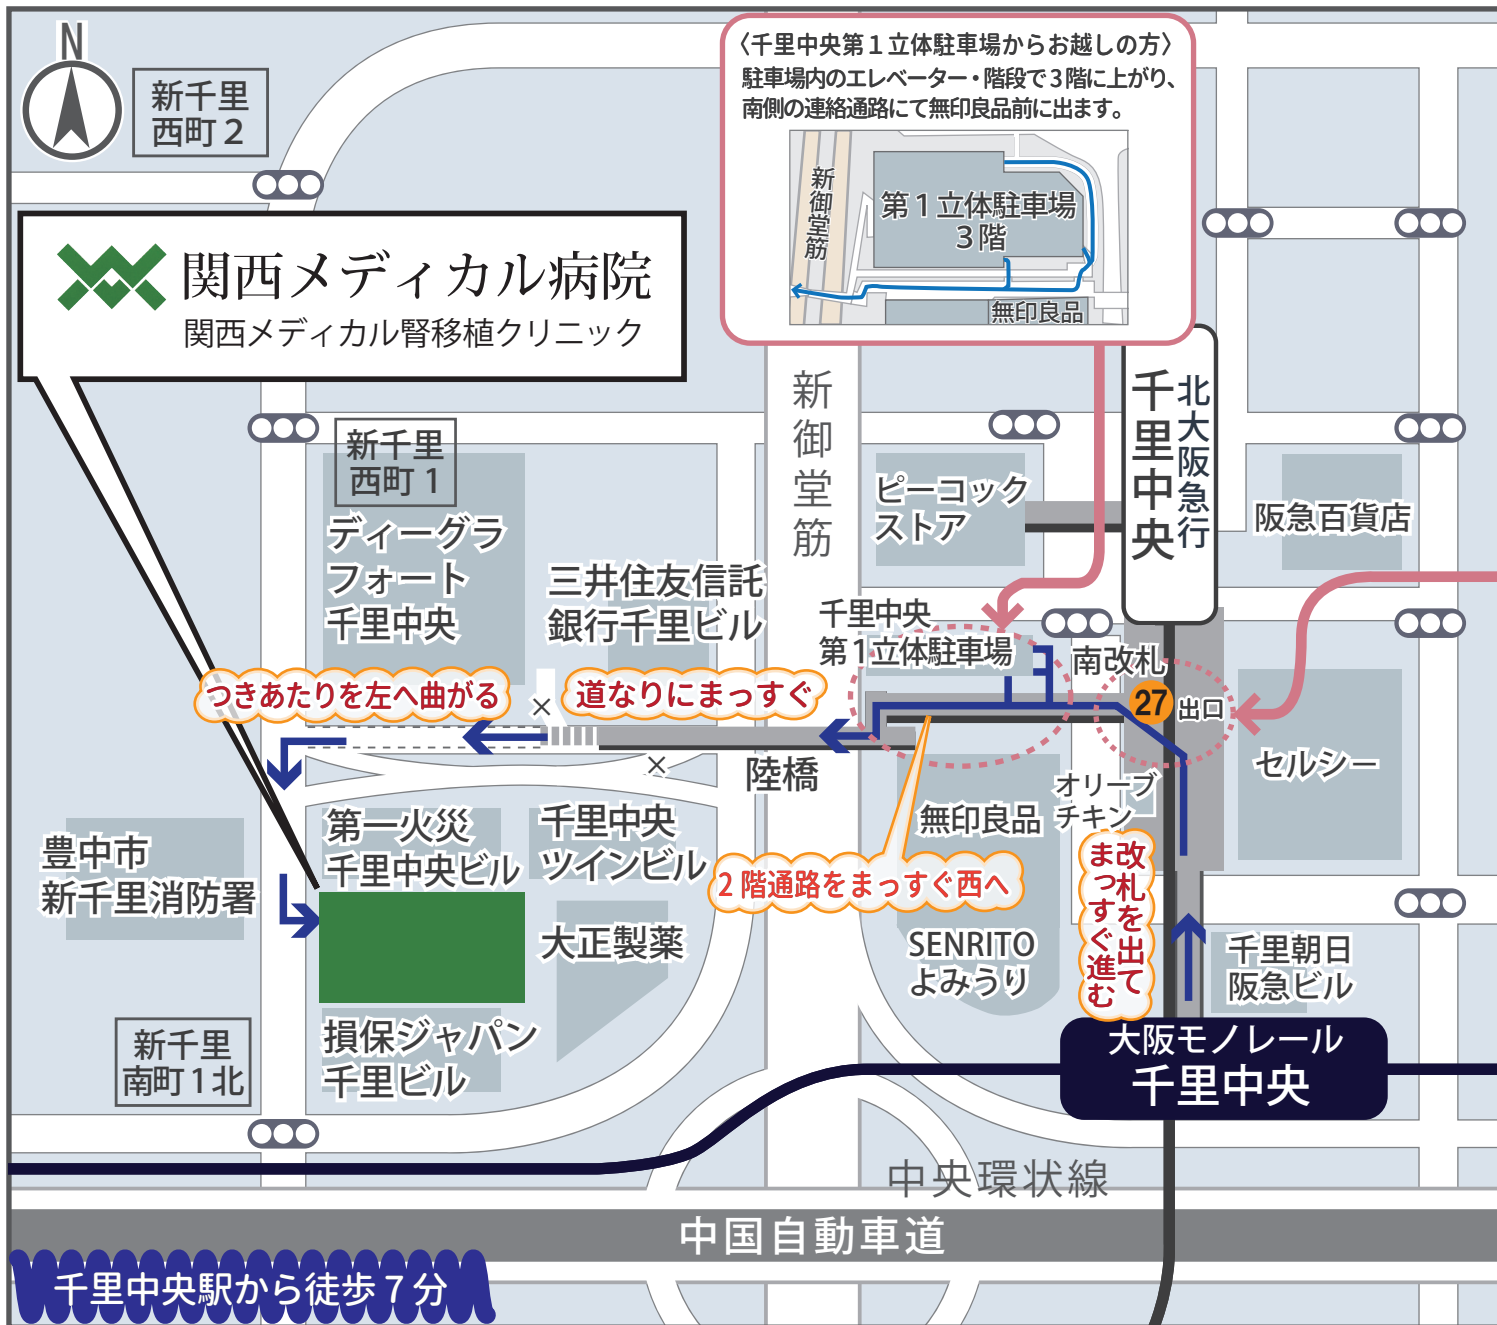 N
新千里
西町2
〈千里中央第1立体駐車場からお越しの方〉
駐車場内のエレベーター・階段で3階に上がり、
南側の連絡通路にて無印良品前に出ます。
新御堂筋
第1立体駐車場
3階
無印良品
関西メディカル病院
関西メディカル腎移植クリニック
新御堂筋
北大阪急行
千里中央
新千里
西町1
ディーグラ
フォート
千里中央
三井住友信託
銀行千里ビル
ピーコック
ストア
阪急百貨店
千里中央
第1立体駐車場
南改札
27
出口
つきあたりを左へ曲がる
道なりにまっすぐ
陸橋
セルシー
オリーブ
チキン
無印良品
第一火災
千里中央ビル
千里中央
ツインビル
豊中市
新千里消防署
2階通路をまっすぐ西へ
改札を出て
まっすぐ進む
大正製薬
SENRITO
よみうり
千里朝日
阪急ビル
損保ジャパン
千里ビル
新千里
南町1北
大阪モノレール
千里中央
中央環状線
中国自動車道
千里中央駅から徒歩7分